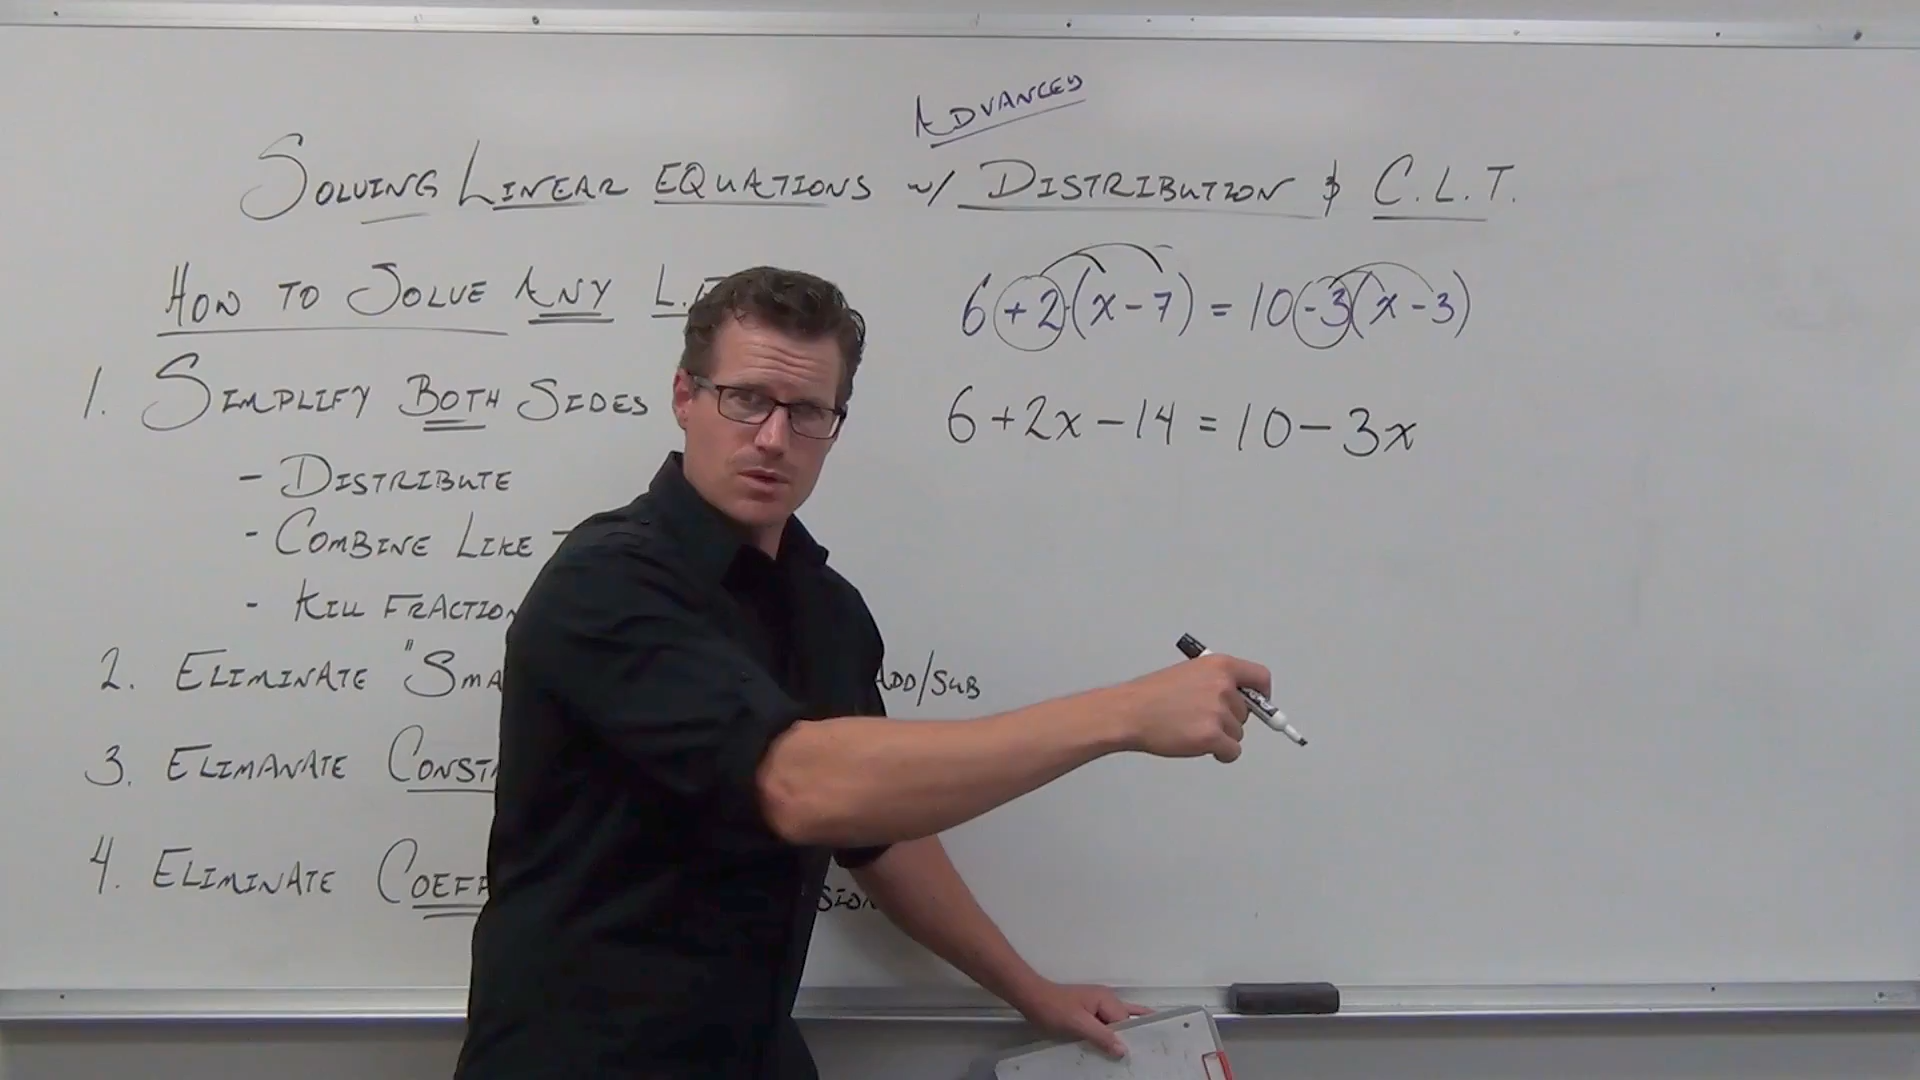 ADVANCED
SOLVING LINEAR EQUATIONS w/ DISTRIBUTION & C.L.T.
HOW TO SOLVE ANY L.E
1. SIMPLIFY BOTH SIDES
- DISTRIBUTE
- COMBINE LIKE
- KILL FRACTION
2. ELIMINATE "SMA ADD/SUB
3. ELIMANATE CONST
4. ELIMINATE COEFF SION
6 +2(x-7) = 10 -3(x-3)
6+2x-14 = 10-3x